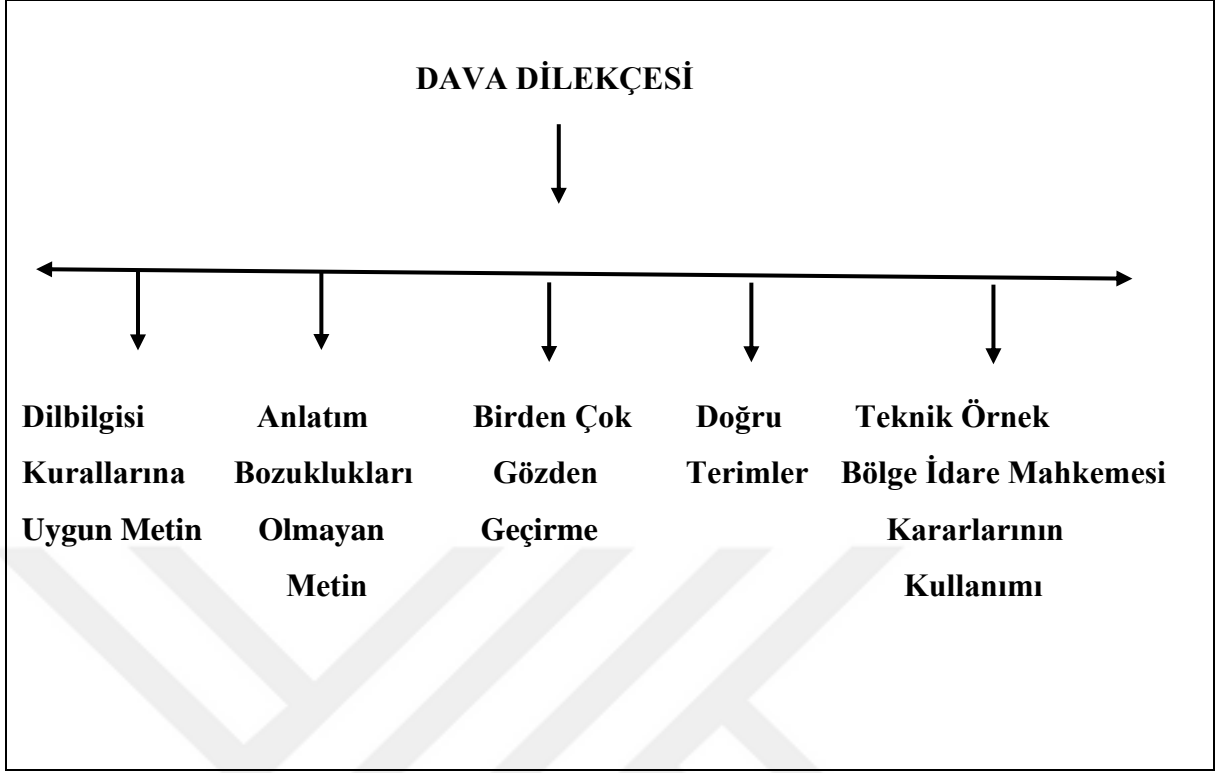 DAVA DİLEKÇESİ
Dilbilgisi
Kurallarına
Uygun Metin
Anlatım
Bozuklukları
Olmayan
Metin
Birden Çok
Gözden
Geçirme
Doğru
Terimler
Teknik Örnek
Bölge İdare Mahkemesi
Kararlarının
Kullanımı